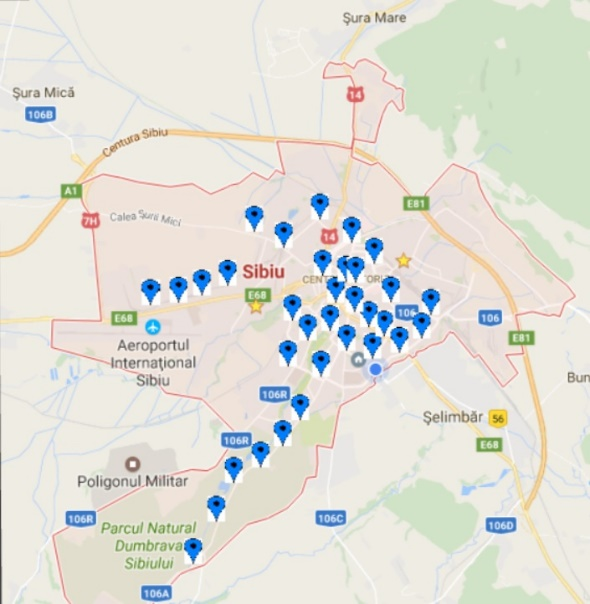 Şura Mare
14
Şura Mică
106B
Centura Sibiu
A1
E81
7H
Calea Şurii Mici
14
Sibiu
E68
E68
106
106
E81
Aeroportul
Internaţional
Sibiu
Bun
106R
Şelimbăr
56
106R
E68
Poligonul Militar
106R
106C
106D
Parcul Natural
Dumbrava
Sibiului
106A